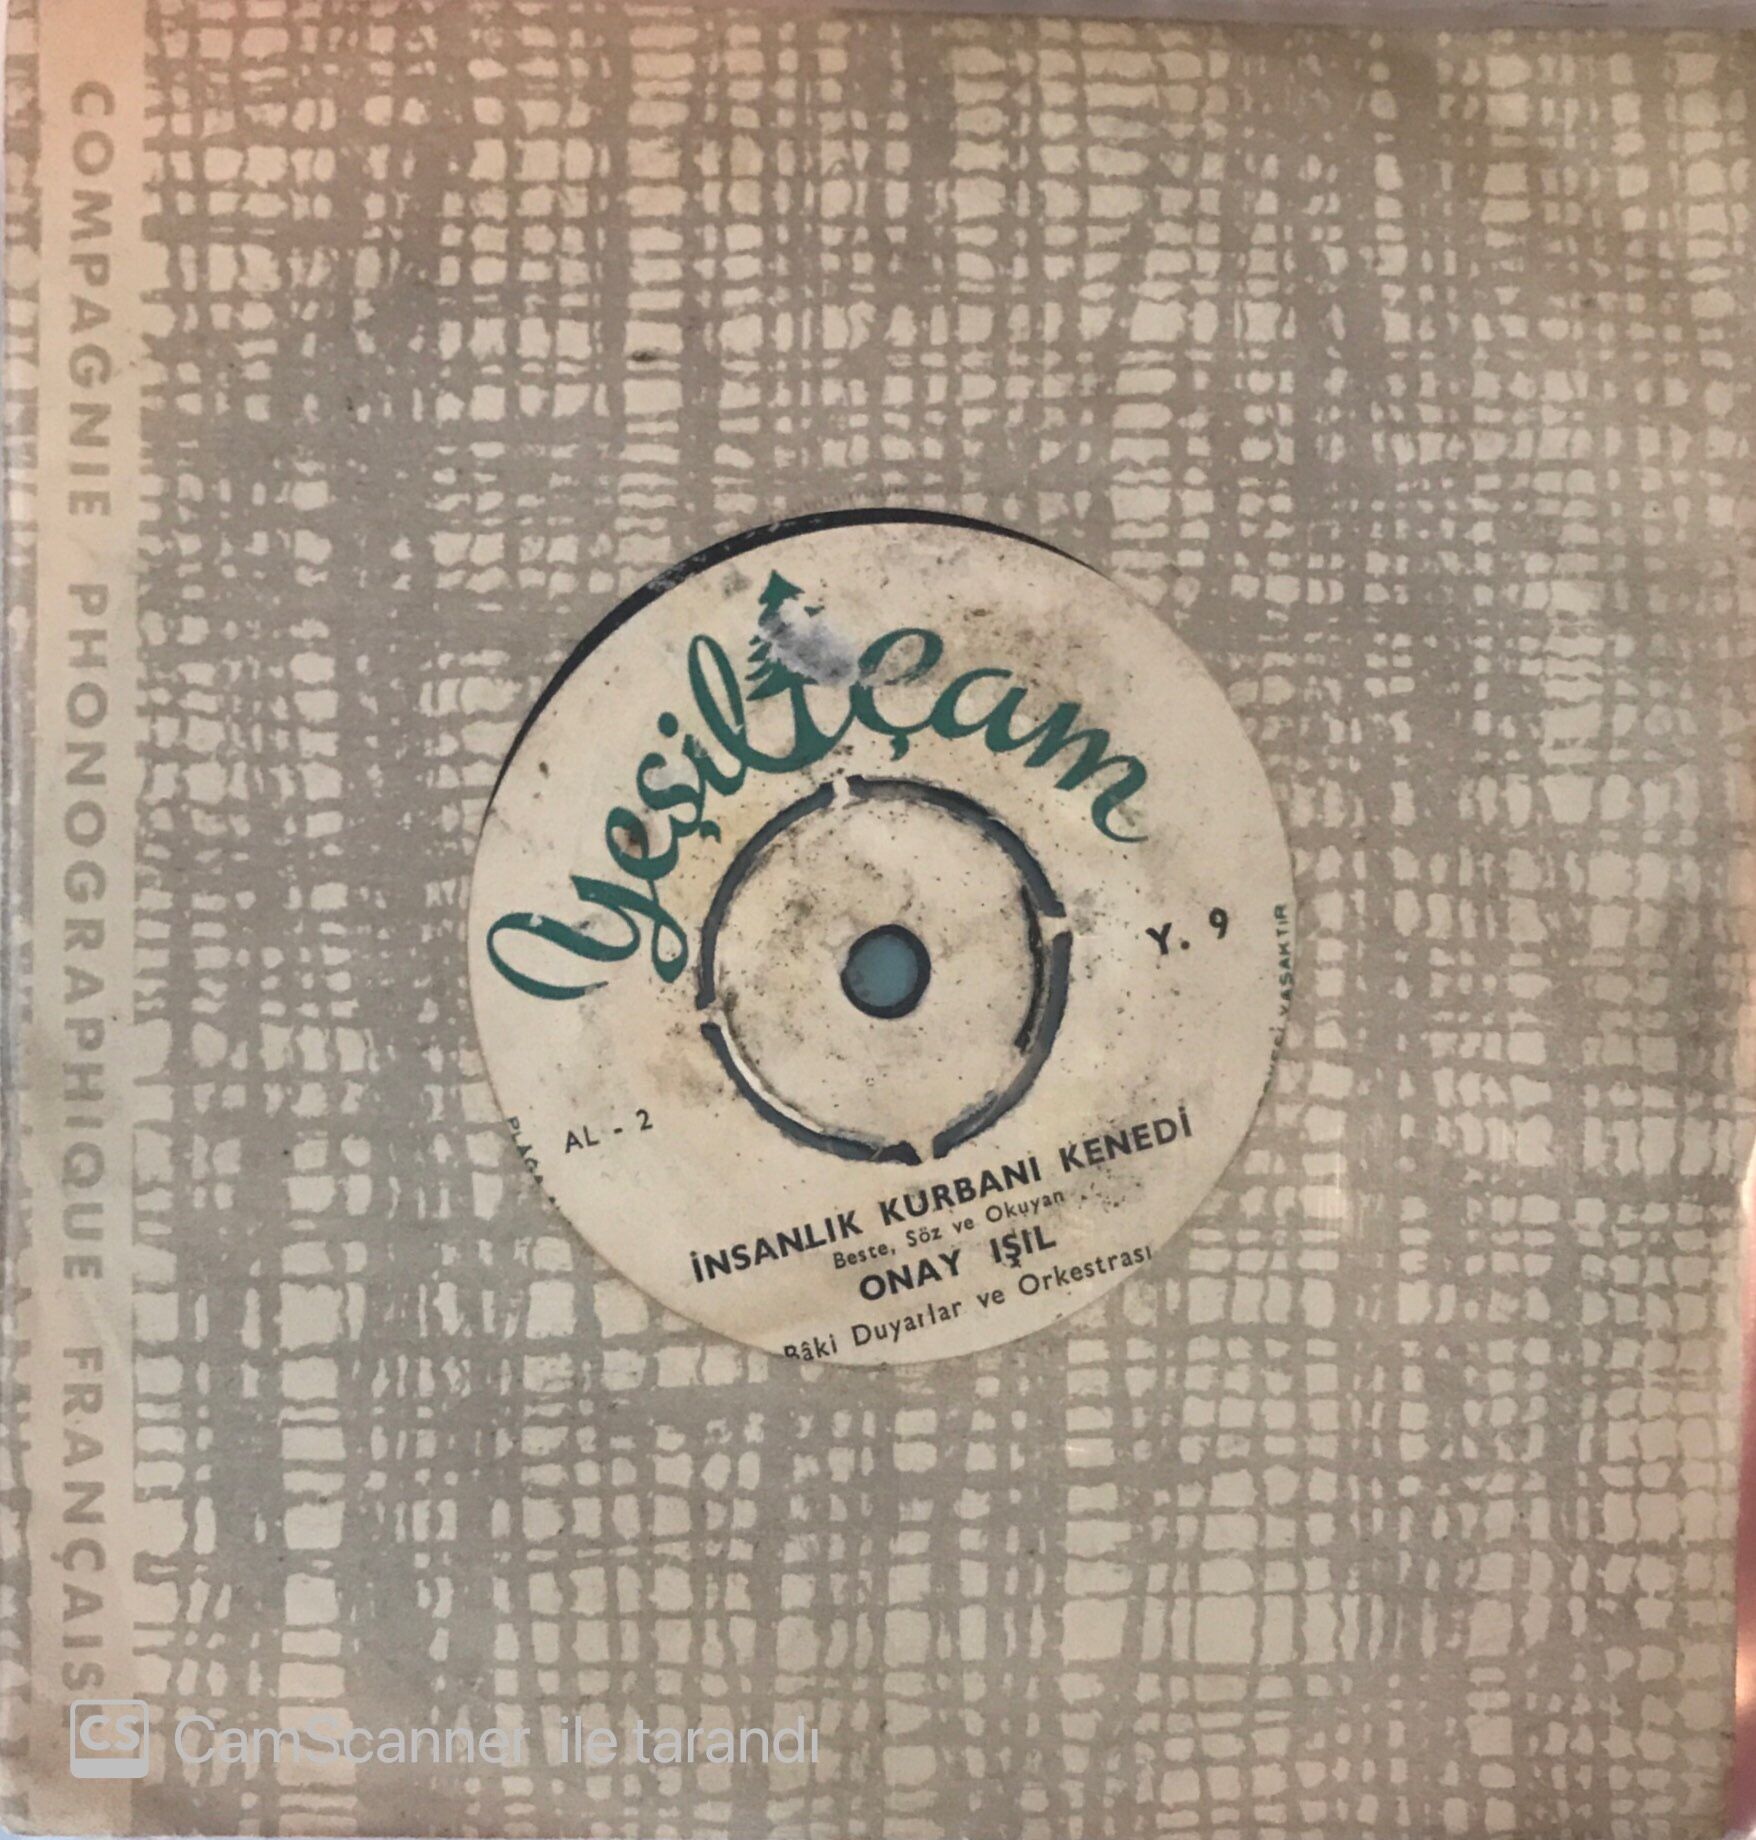 COMPAGNIE PHONOGRAPHIQUE FRANÇAIS
Yeşilçam
Y. 9
YASAKTIR
AL - 2
İNSANLIK KURBANI KENEDİ
Beste, Söz ve Okuyan
ONAY IŞIL
Bâki Duyarlar ve Orkestrası
CS CamScanner ile tarandı